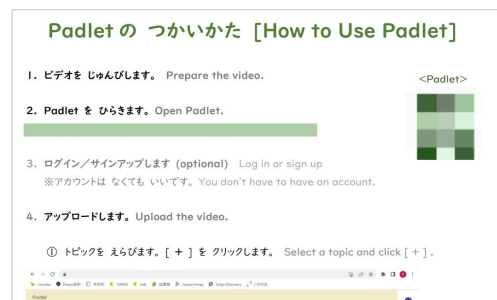 Padlet の つかいかた [How to Use Padlet]
1. ビデオを じゅんびします。 Prepare the video.
<Padlet>
2. Padlet を ひらきます。Open Padlet.
3. ログイン／サインアップします (optional) Log in or sign up
※アカウントは なくても いいです。You don't have to have an account.
4. アップロードします。Upload the video.
① トピックを えらびます。[ + ] を クリックします。 Select a topic and click [ + ] .